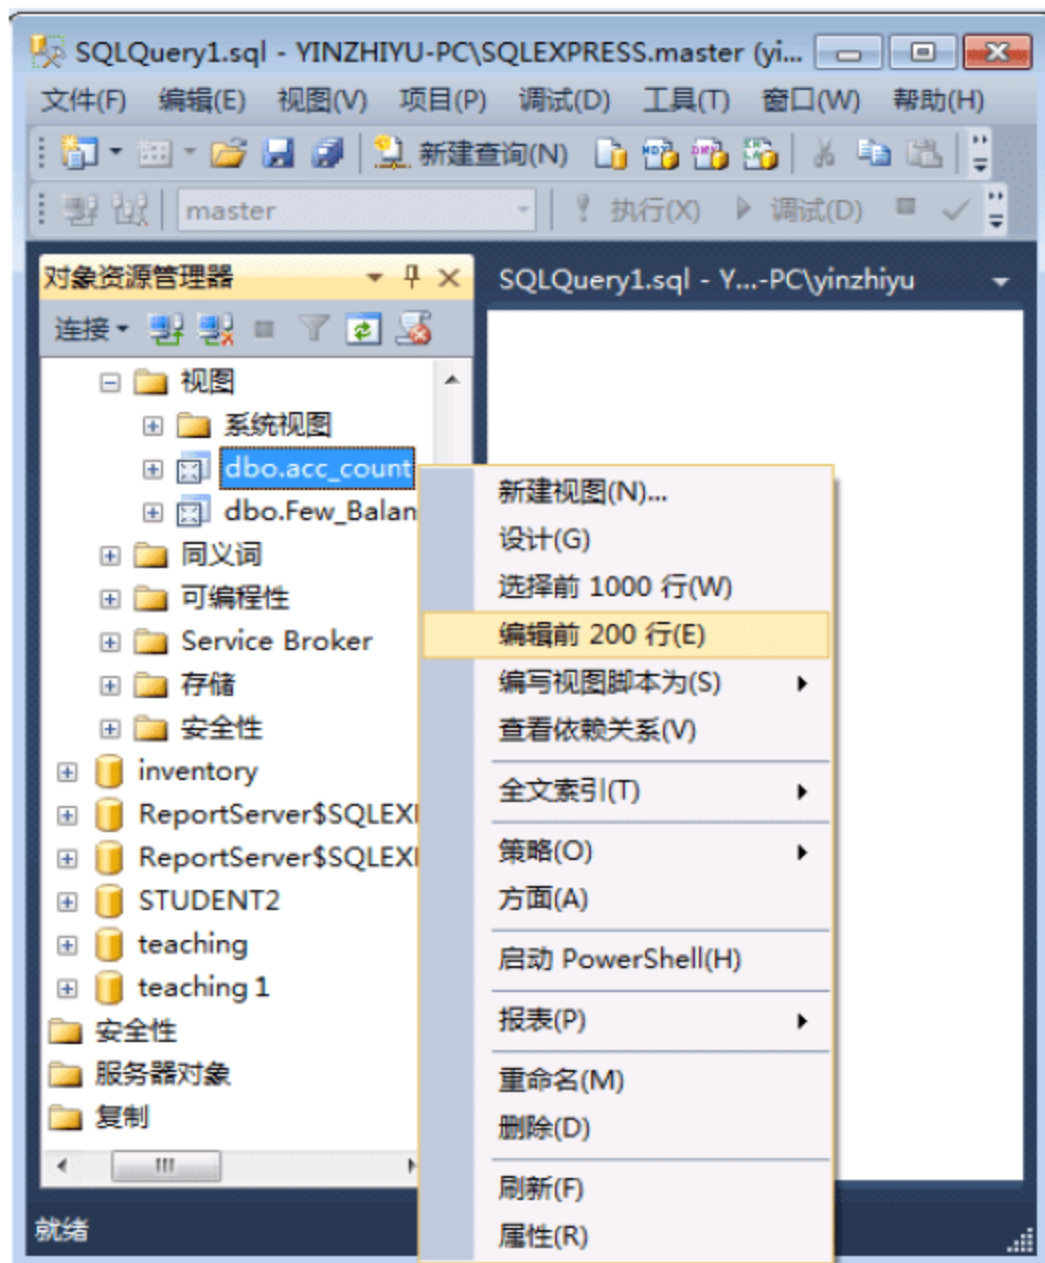 SQLQuery1.sql - YINZHIYU-PC\SQLEXPRESS.master (yi...
文件(F) 编辑(E) 视图(V) 项目(P) 调试(D) 工具(T) 窗口(W) 帮助(H)
新建查询(N)
master 执行(X) 调试(D)
对象资源管理器
SQLQuery1.sql - Y...-PC\yinzhiyu
连接
视图
系统视图
dbo.acc_count
dbo.Few_Balan
同义词
可编程性
Service Broker
存储
安全性
inventory
ReportServer$SQLEX
ReportServer$SQLEX
STUDENT2
teaching
teaching 1
安全性
服务器对象
复制
新建视图(N)...
设计(G)
选择前 1000 行(W)
编辑前 200 行(E)
编写视图脚本为(S)
查看依赖关系(V)
全文索引(T)
策略(O)
方面(A)
启动 PowerShell(H)
报表(P)
重命名(M)
删除(D)
刷新(F)
属性(R)
就绪